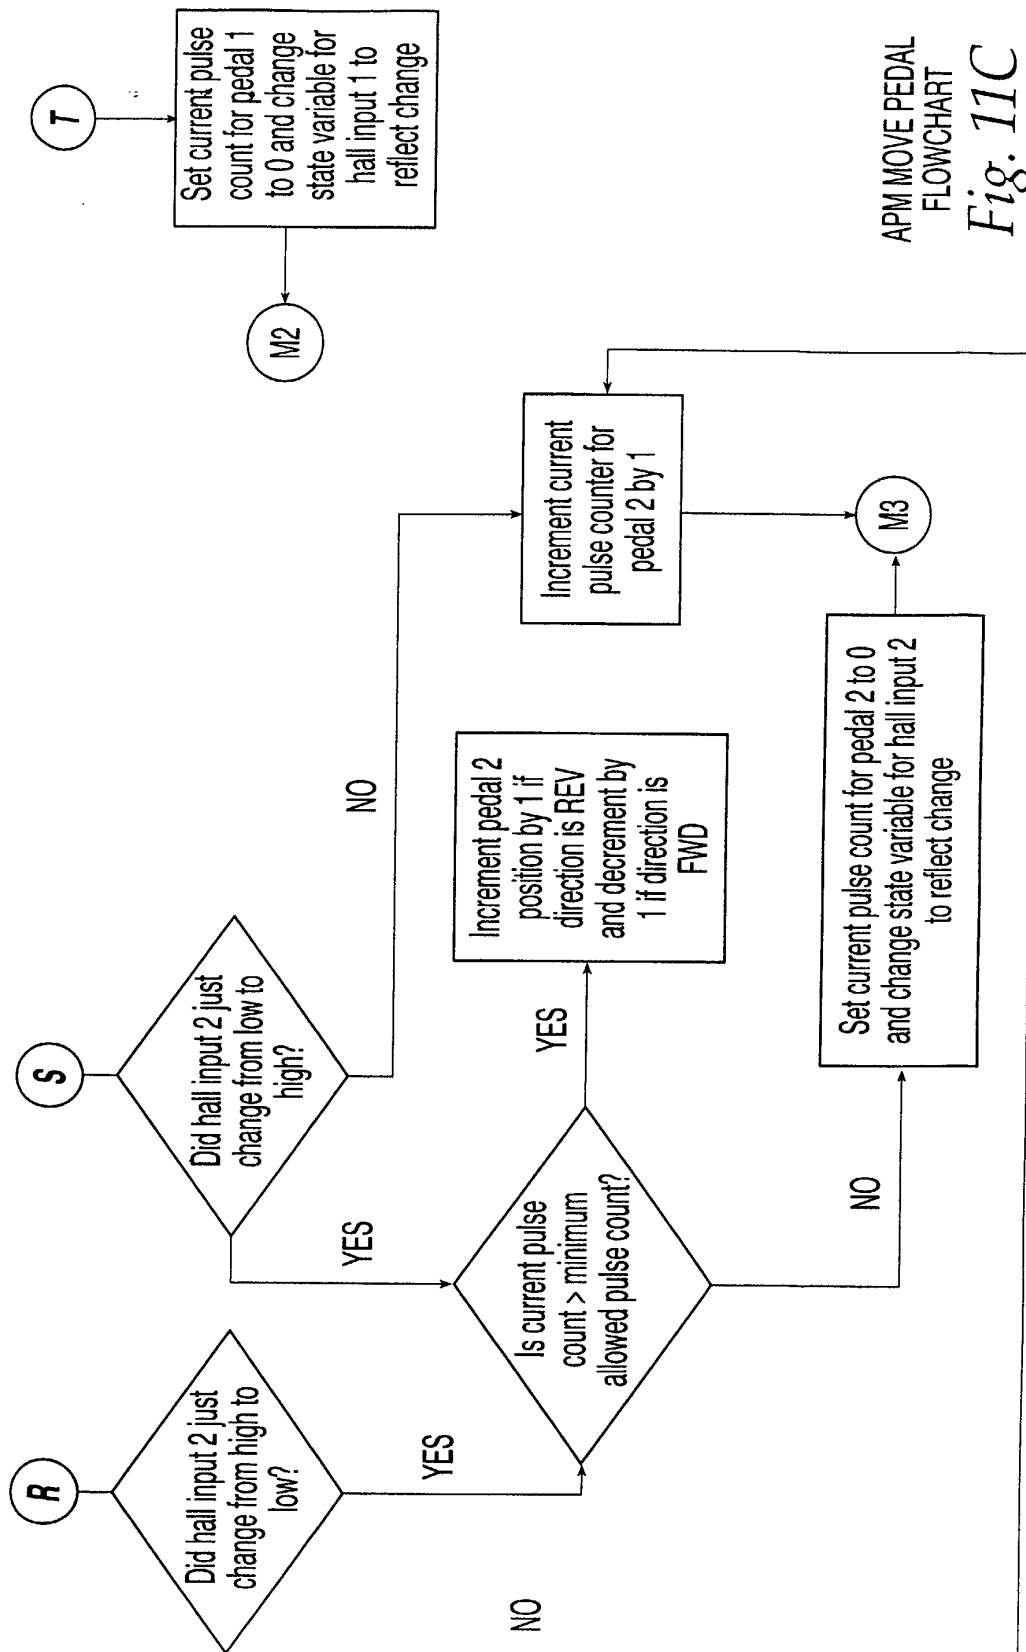 R
Did hall input 2 just
change from high to
low?
YES
NO
S
Did hall input 2 just
change from low to
high?
YES
NO
Is current pulse
count > minimum
allowed pulse count?
YES
NO
Increment pedal 2
position by 1 if
direction is REV
and decrement by
1 if direction is
FWD
Increment current
pulse counter for
pedal 2 by 1
Set current pulse count for pedal 2 to 0
and change state variable for hall input 2
to reflect change
M3
T
Set current pulse
count for pedal 1
to 0 and change
state variable for
hall input 1 to
reflect change
M2
APM MOVE PEDAL
FLOWCHART
Fig. 11C